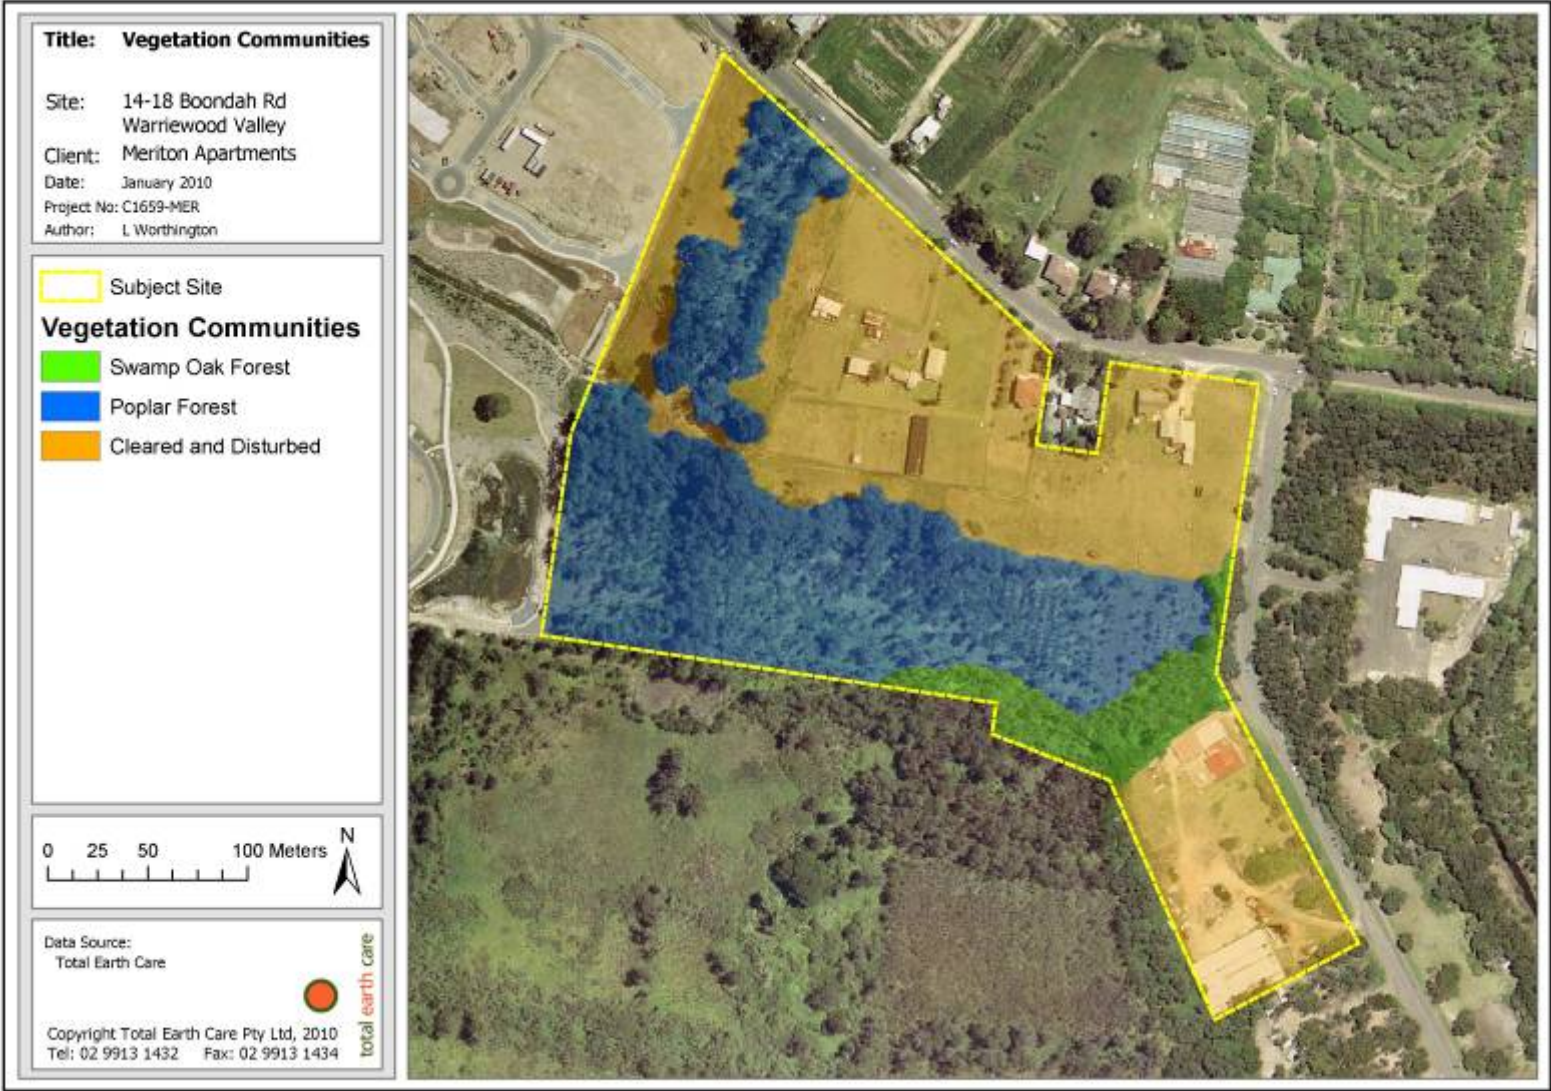 Title: Vegetation Communities
Site: 14-18 Boondah Rd
Warriewood Valley
Client: Meriton Apartments
Date: January 2010
Project No: C1659-MER
Author: L Worthington
Subject Site
Vegetation Communities
Swamp Oak Forest
Poplar Forest
Cleared and Disturbed
0 25 50 100 Meters N
Data Source:
Total Earth Care
total earth care
Copyright Total Earth Care Pty Ltd, 2010
Tel: 02 9913 1432 Fax: 02 9913 1434